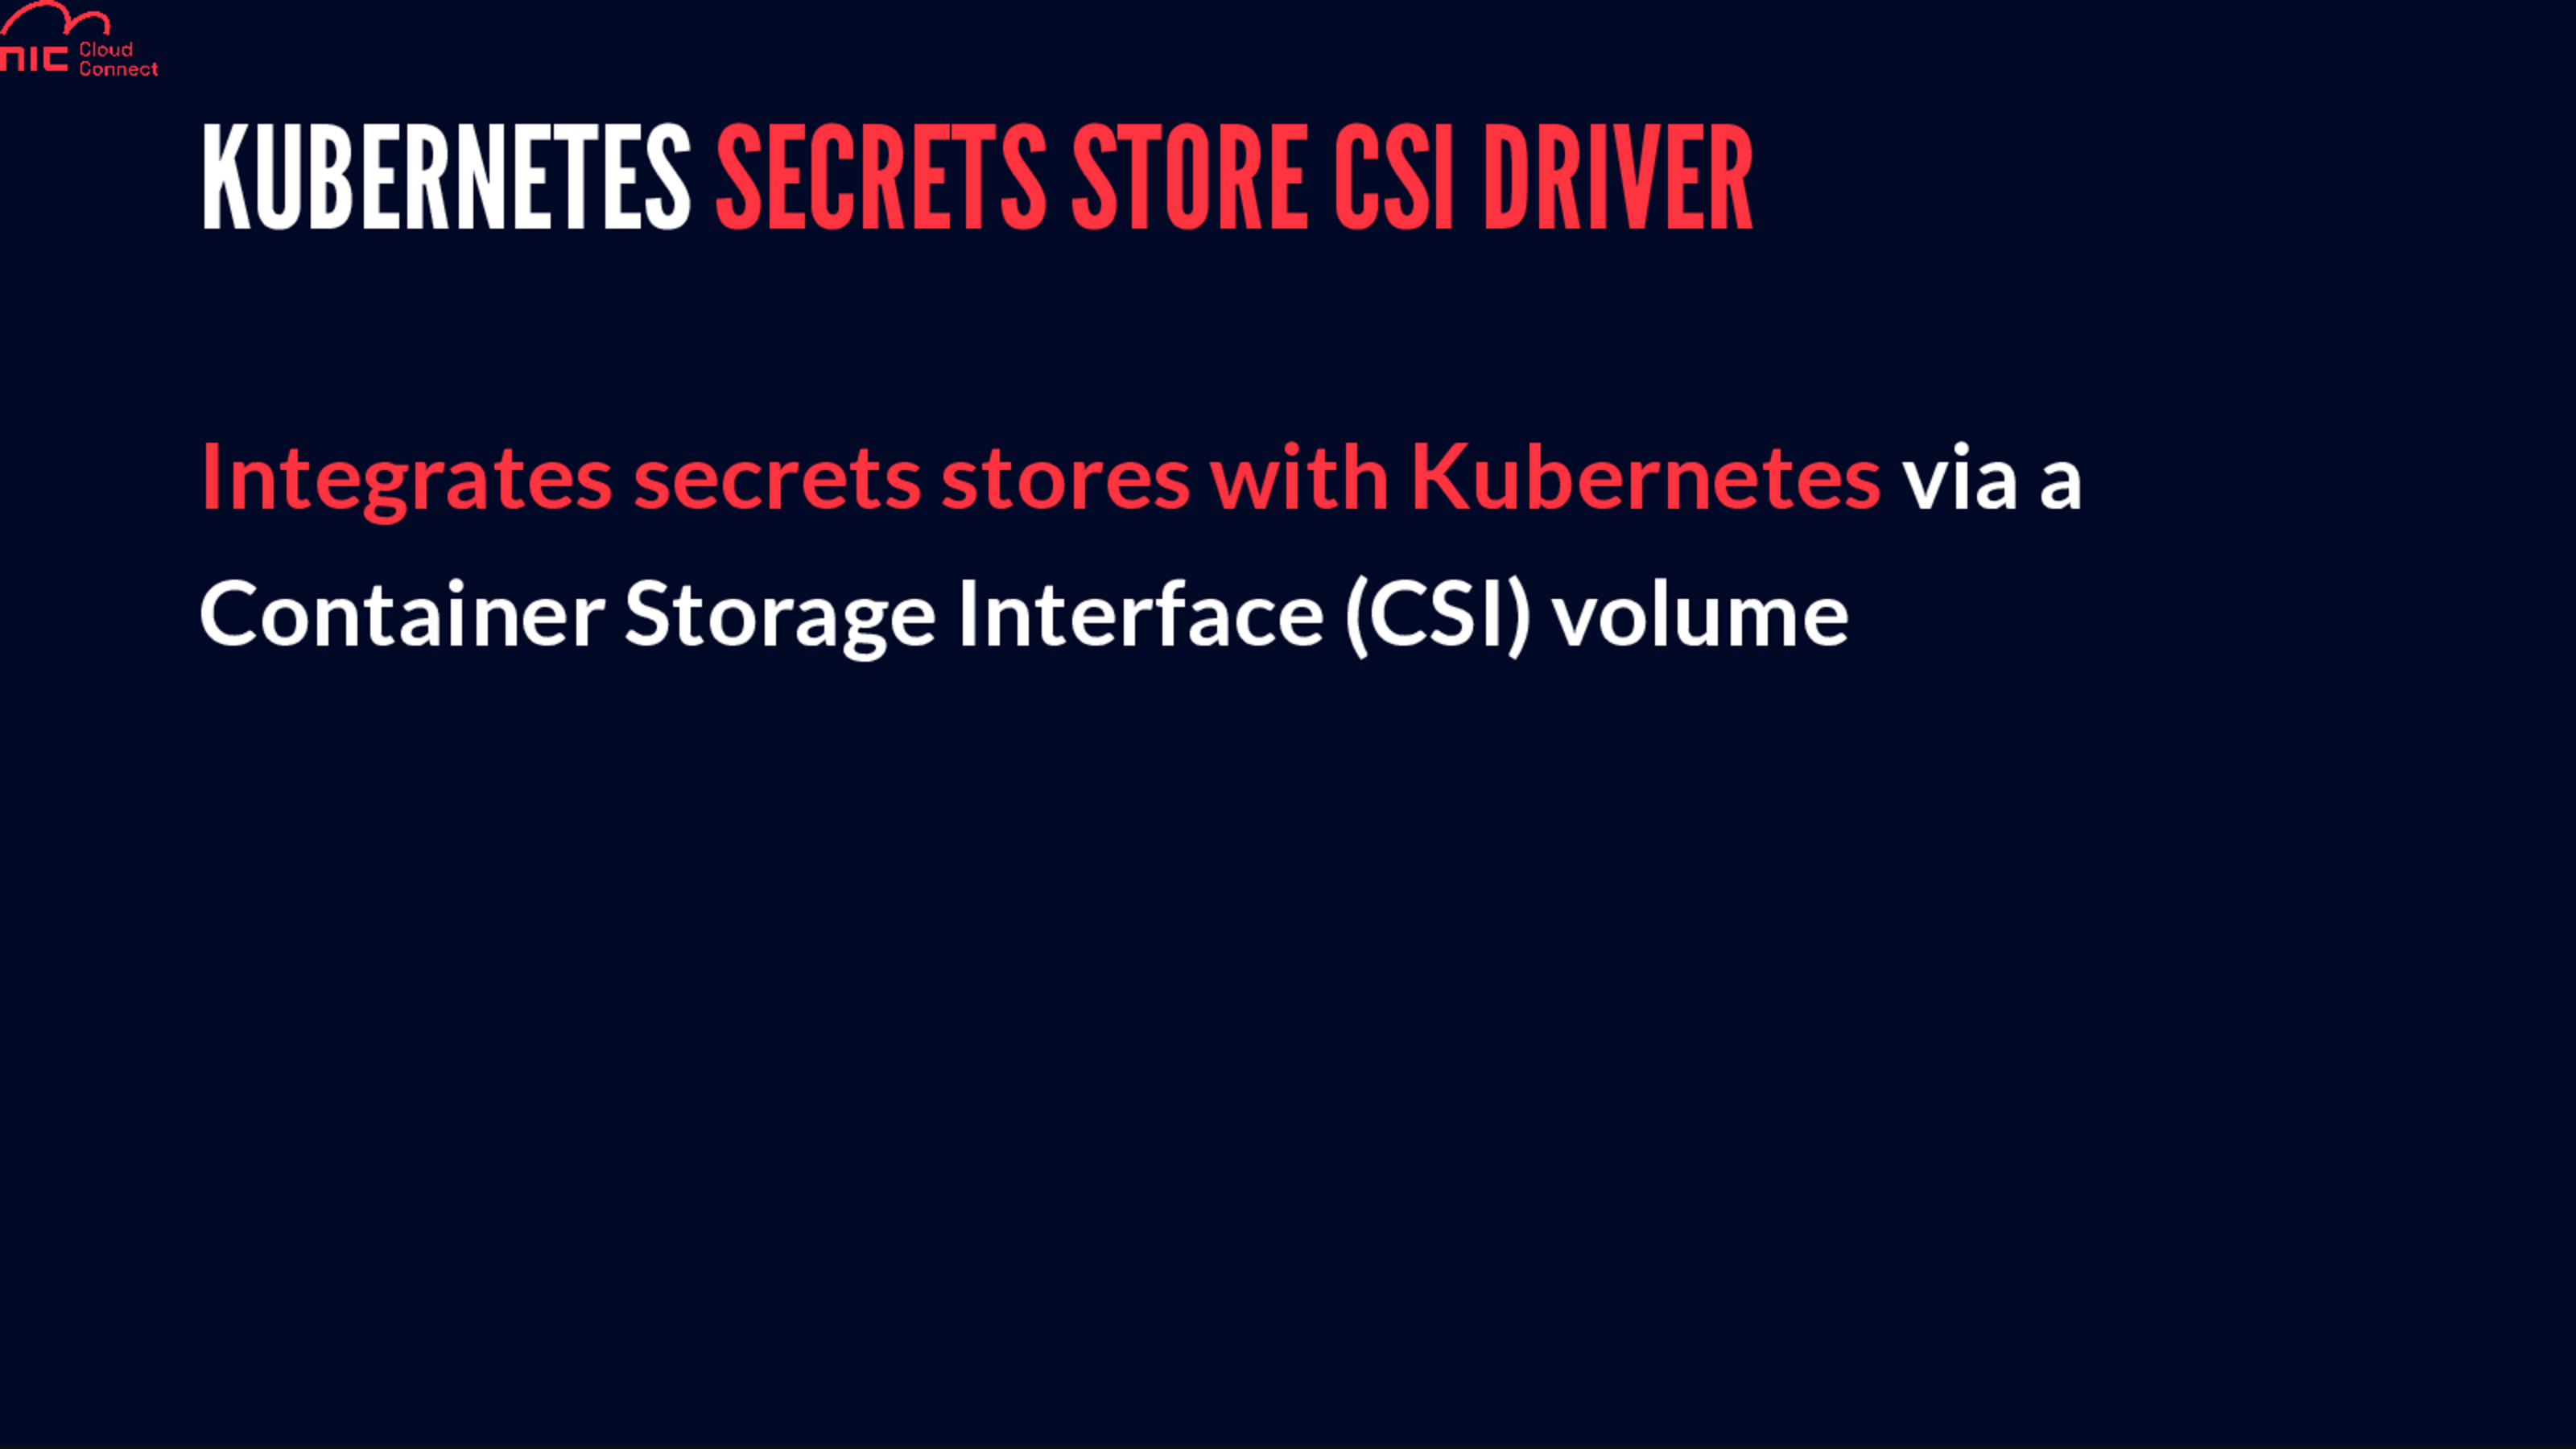 NIC Cloud
Connect
KUBERNETES SECRETS STORE CSI DRIVER
Integrates secrets stores with Kubernetes via a
Container Storage Interface (CSI) volume